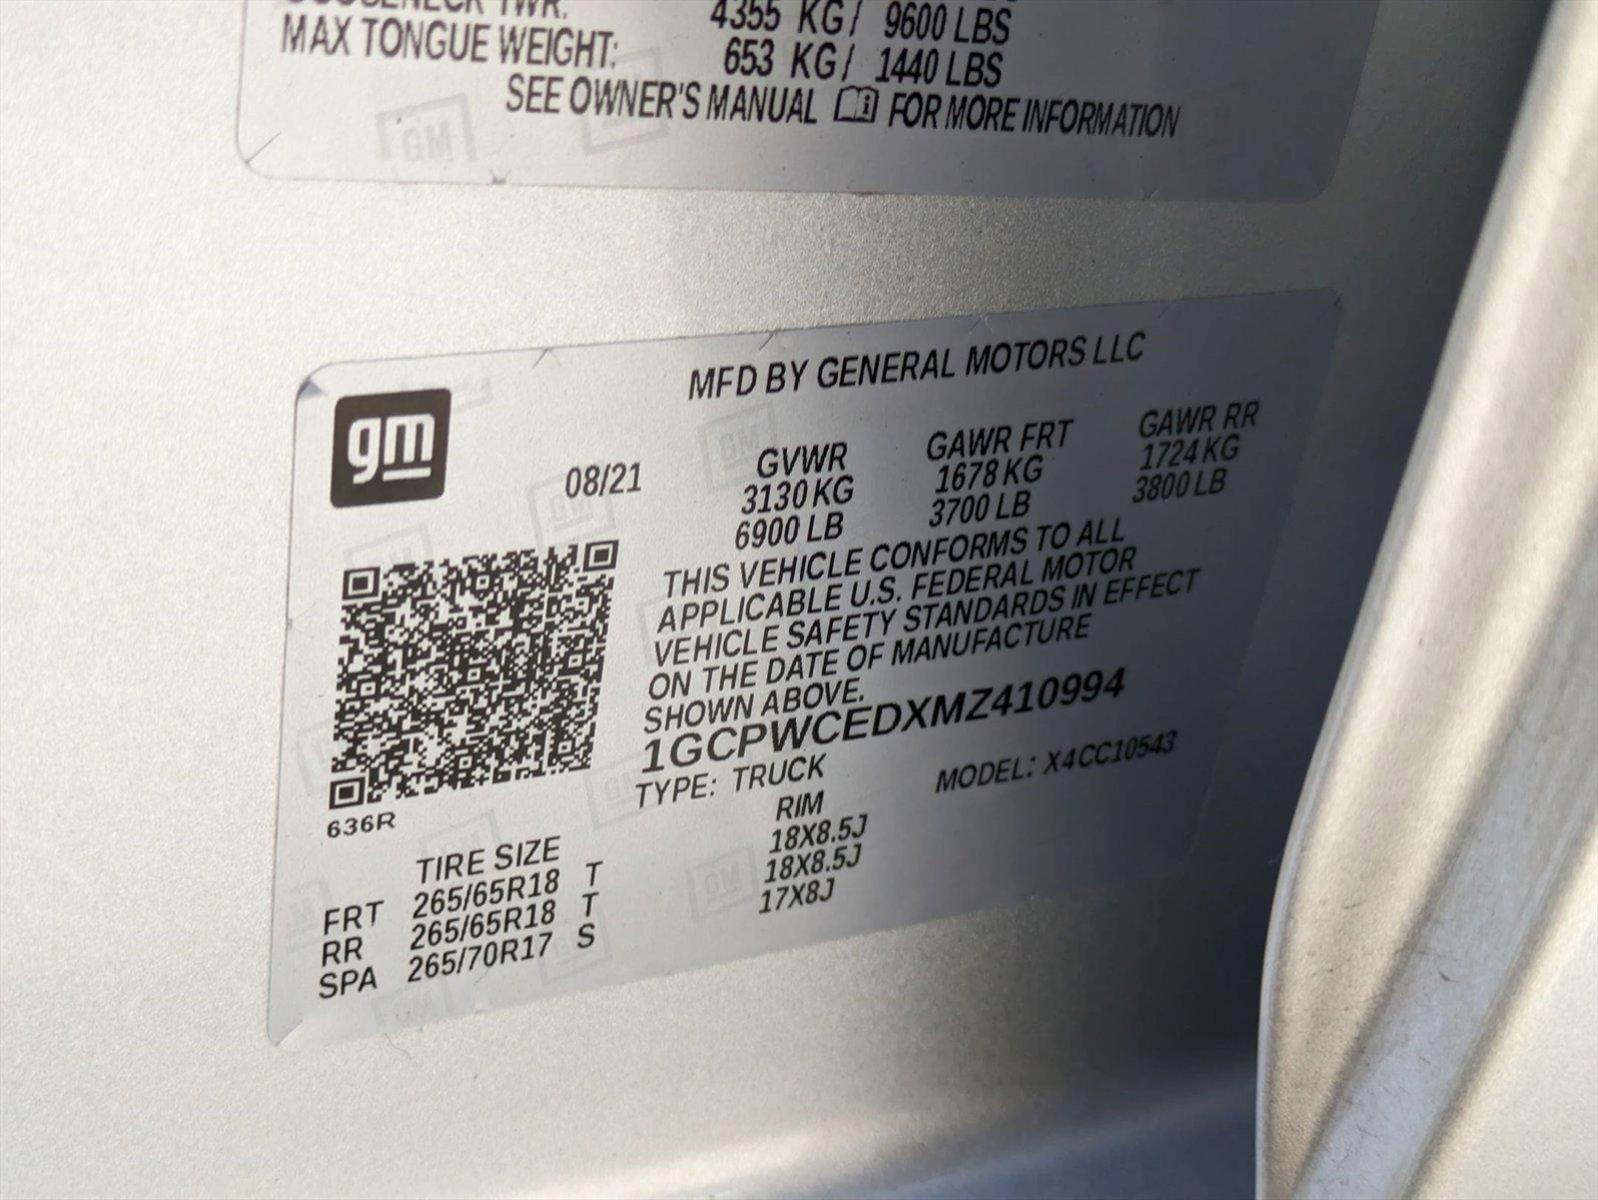 GOOSENECK TWR: 4355 KG/ 9600 LBS
MAX TONGUE WEIGHT: 653 KG/ 1440 LBS
SEE OWNER'S MANUAL FOR MORE INFORMATION
GM
MFD BY GENERAL MOTORS LLC
gm
08/21
GVWR GAWR FRT GAWR RR
3130 KG 1678 KG 1724 KG
6900 LB 3700 LB 3800 LB
THIS VEHICLE CONFORMS TO ALL
APPLICABLE U.S. FEDERAL MOTOR
VEHICLE SAFETY STANDARDS IN EFFECT
ON THE DATE OF MANUFACTURE
SHOWN ABOVE.
1GCPWCEDXMZ410994
TYPE: TRUCK MODEL: X4CC10543
636R
TIRE SIZE RIM
FRT 265/65R18 T 18X8.5J
RR 265/65R18 T 18X8.5J
SPA 265/70R17 S 17X8J